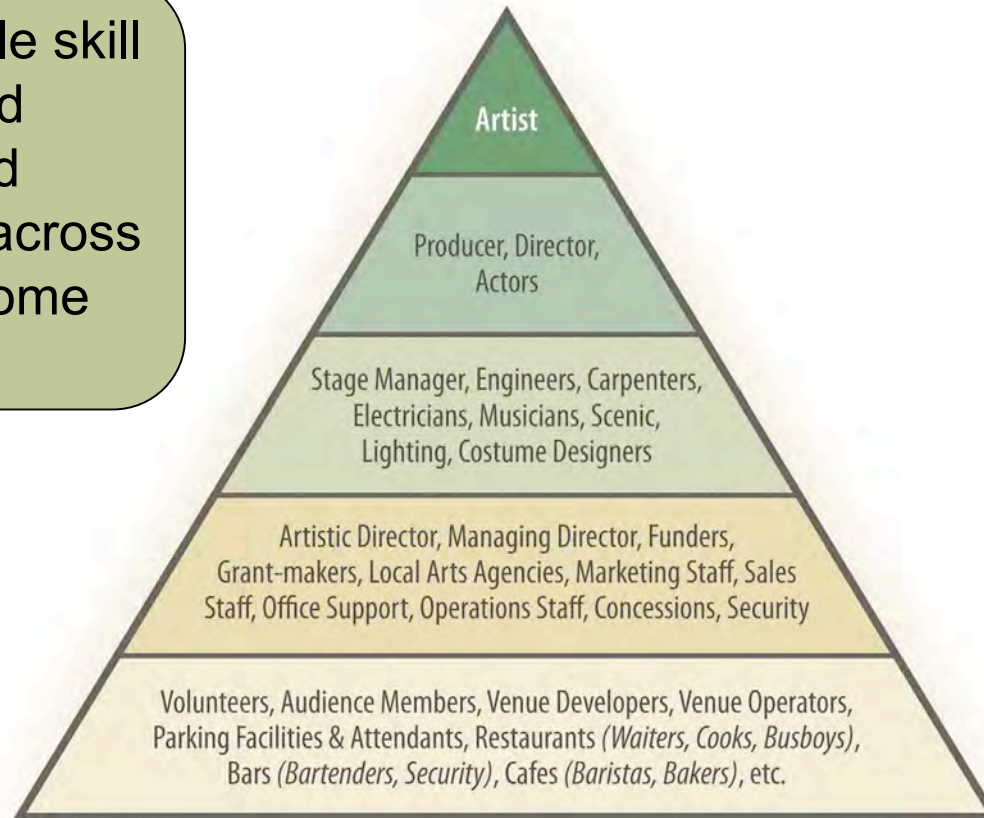 skill
across
Artist
Producer, Director,
Actors
Stage Manager, Engineers, Carpenters,
Electricians, Musicians, Scenic,
Lighting, Costume Designers
Artistic Director, Managing Director, Funders,
Grant-makers, Local Arts Agencies, Marketing Staff, Sales
Staff, Office Support, Operations Staff, Concessions, Security
Volunteers, Audience Members, Venue Developers, Venue Operators,
Parking Facilities & Attendants, Restaurants (Waiters, Cooks, Busboys),
Bars (Bartenders, Security), Cafes (Baristas, Bakers), etc.